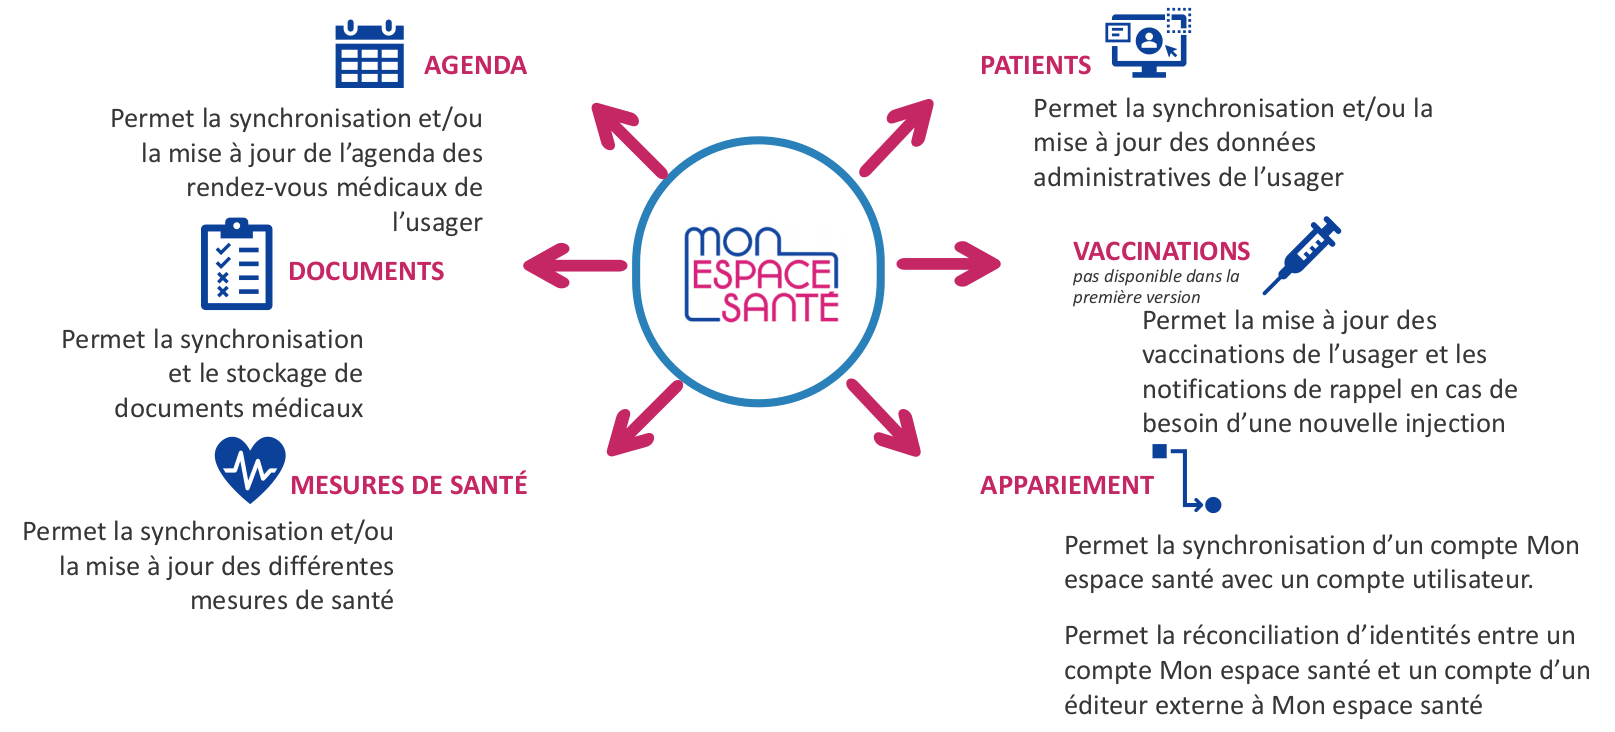 AGENDA
Permet la synchronisation et/ou
la mise à jour de l’agenda des
rendez-vous médicaux de
l’usager
DOCUMENTS
Permet la synchronisation
et le stockage de
documents médicaux
MESURES DE SANTÉ
Permet la synchronisation et/ou
la mise à jour des différentes
mesures de santé
mon
ESPACE
SANTÉ
PATIENTS
Permet la synchronisation et/ou la
mise à jour des données
administratives de l’usager
VACCINATIONS
pas disponible dans la
première version
Permet la mise à jour des
vaccinations de l’usager et les
notifications de rappel en cas de
besoin d’une nouvelle injection
APPARIEMENT
Permet la synchronisation d’un compte Mon
espace santé avec un compte utilisateur.
Permet la réconciliation d’identités entre un
compte Mon espace santé et un compte d’un
éditeur externe à Mon espace santé